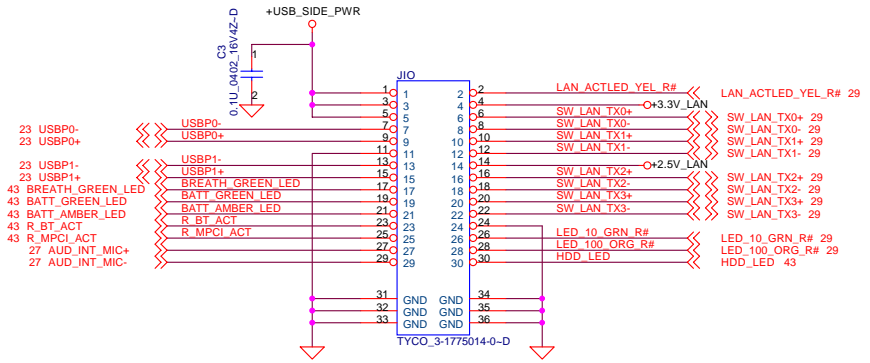 +USB_SIDE_PWR
C3
0.1U_0402_16V4Z~D
1
2
JIO
1 1 2 2 LAN_ACTLED_YEL_R# LAN_ACTLED_YEL_R# 29
3 3 4 4 +3.3V_LAN
5 5 6 6 SW_LAN_TX0+ SW_LAN_TX0+ 29
23 USBP0- USBP0- 7 7 8 8 SW_LAN_TX0- SW_LAN_TX0- 29
23 USBP0+ USBP0+ 9 9 10 10 SW_LAN_TX1+ SW_LAN_TX1+ 29
11 11 12 12 SW_LAN_TX1- SW_LAN_TX1- 29
23 USBP1- USBP1- 13 13 14 14 +2.5V_LAN
23 USBP1+ USBP1+ 15 15 16 16 SW_LAN_TX2+ SW_LAN_TX2+ 29
43 BREATH_GREEN_LED BREATH_GREEN_LED 17 17 18 18 SW_LAN_TX2- SW_LAN_TX2- 29
43 BATT_GREEN_LED BATT_GREEN_LED 19 19 20 20 SW_LAN_TX3+ SW_LAN_TX3+ 29
43 BATT_AMBER_LED BATT_AMBER_LED 21 21 22 22 SW_LAN_TX3- SW_LAN_TX3- 29
43 R_BT_ACT R_BT_ACT 23 23 24 24
43 R_MPCI_ACT R_MPCI_ACT 25 25 26 26 LED_10_GRN_R# LED_10_GRN_R# 29
27 AUD_INT_MIC+ 27 27 28 28 LED_100_ORG_R# LED_100_ORG_R# 29
27 AUD_INT_MIC- 29 29 30 30 HDD_LED HDD_LED 43
31 GND GND 34
32 GND GND 35
33 GND GND 36
TYCO_3-1775014-0~D